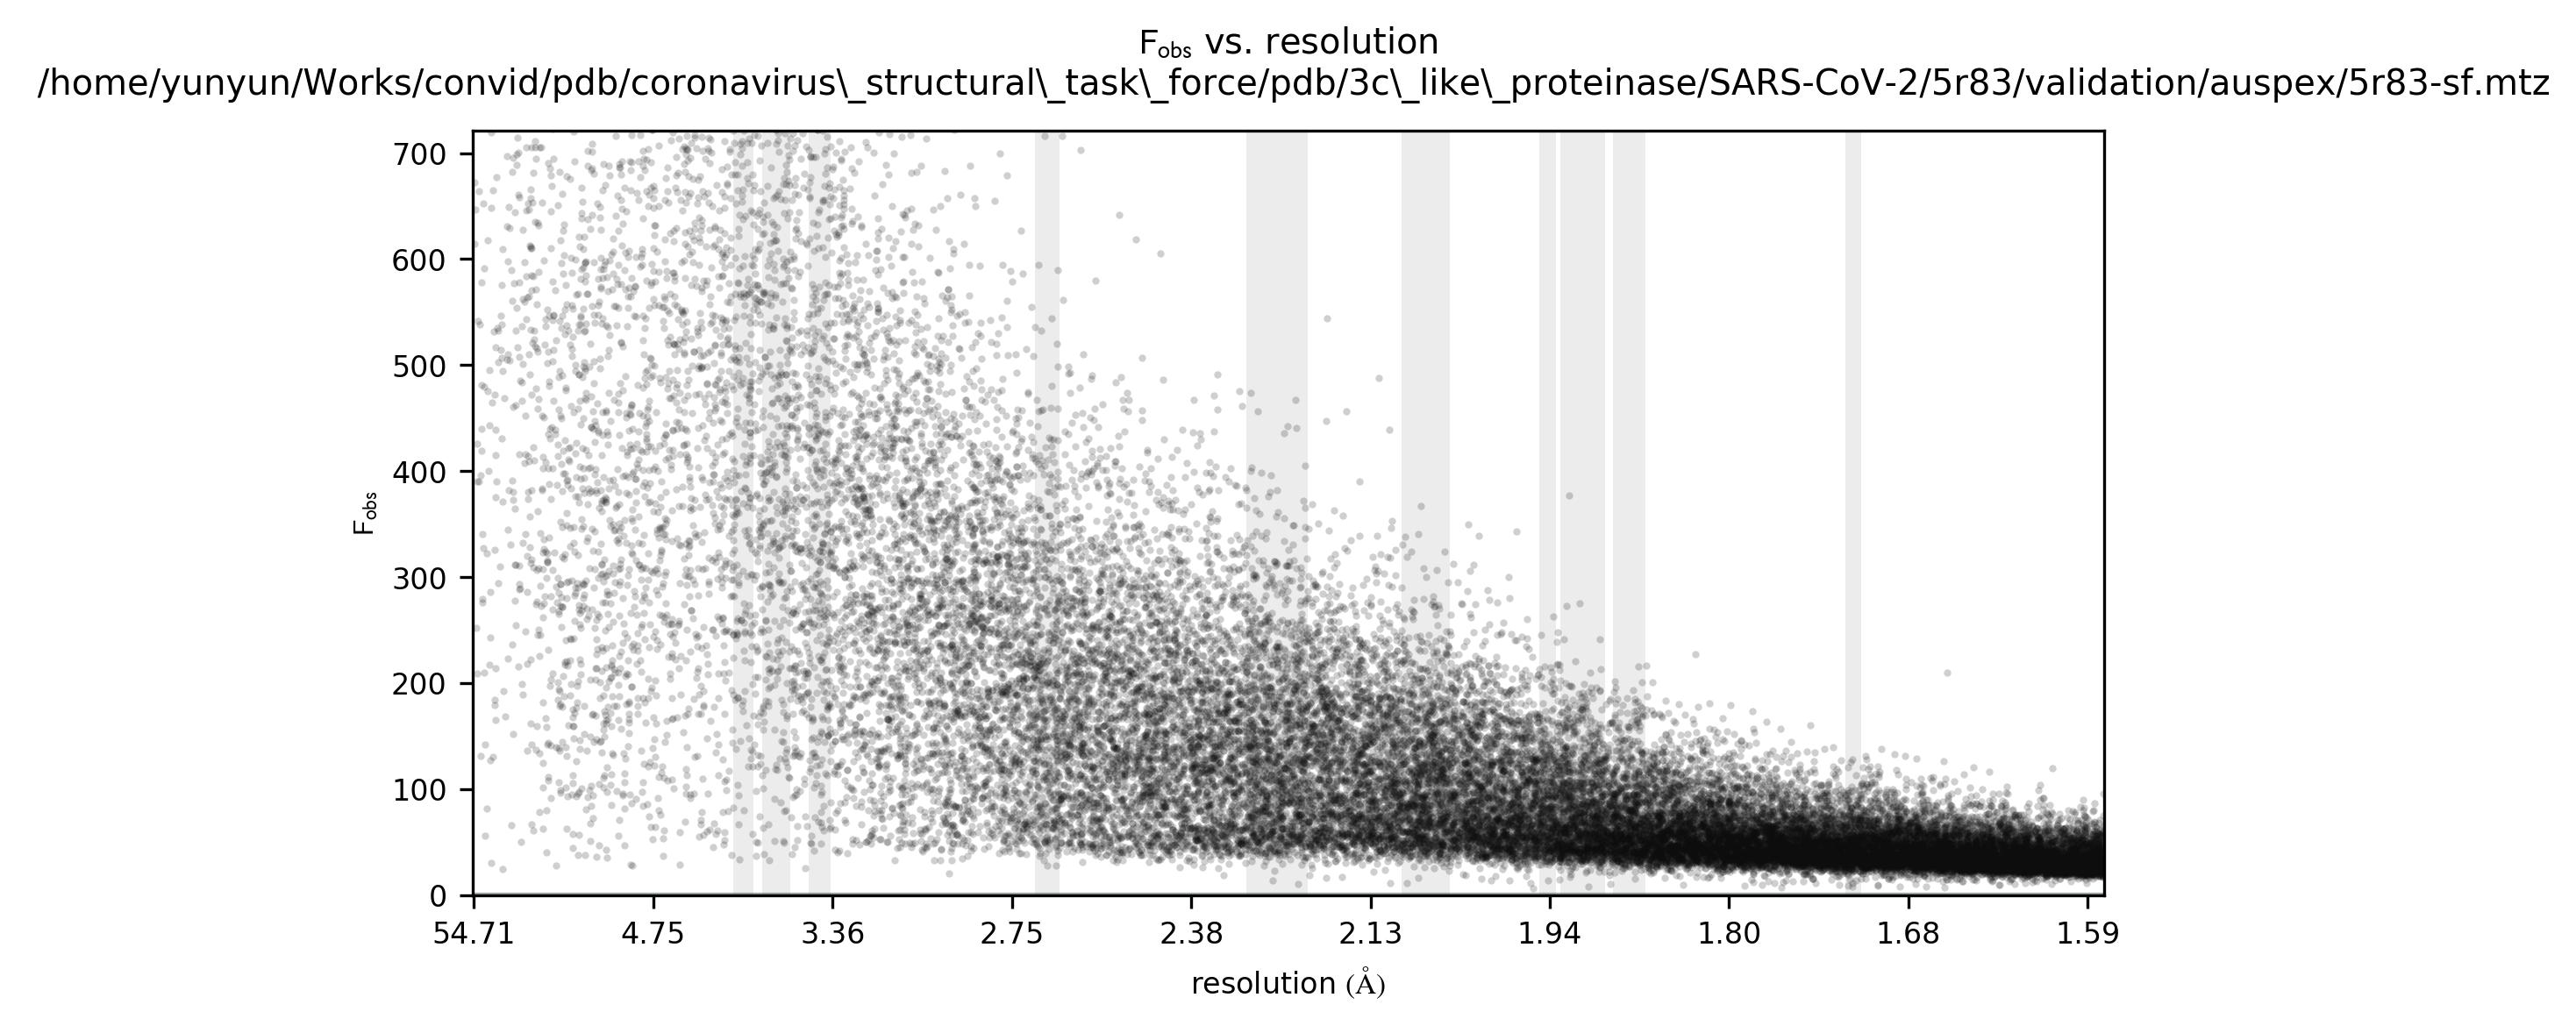 F_obs vs. resolution
/home/yunyun/Works/convid/pdb/coronavirus\_structural\_task\_force/pdb/3c\_like\_proteinase/SARS-CoV-2/5r83/validation/auspex/5r83-sf.mtz
700
600
500
400
300
200
100
0
F_obs
54.71 4.75 3.36 2.75 2.38 2.13 1.94 1.80 1.68 1.59
resolution (Å)